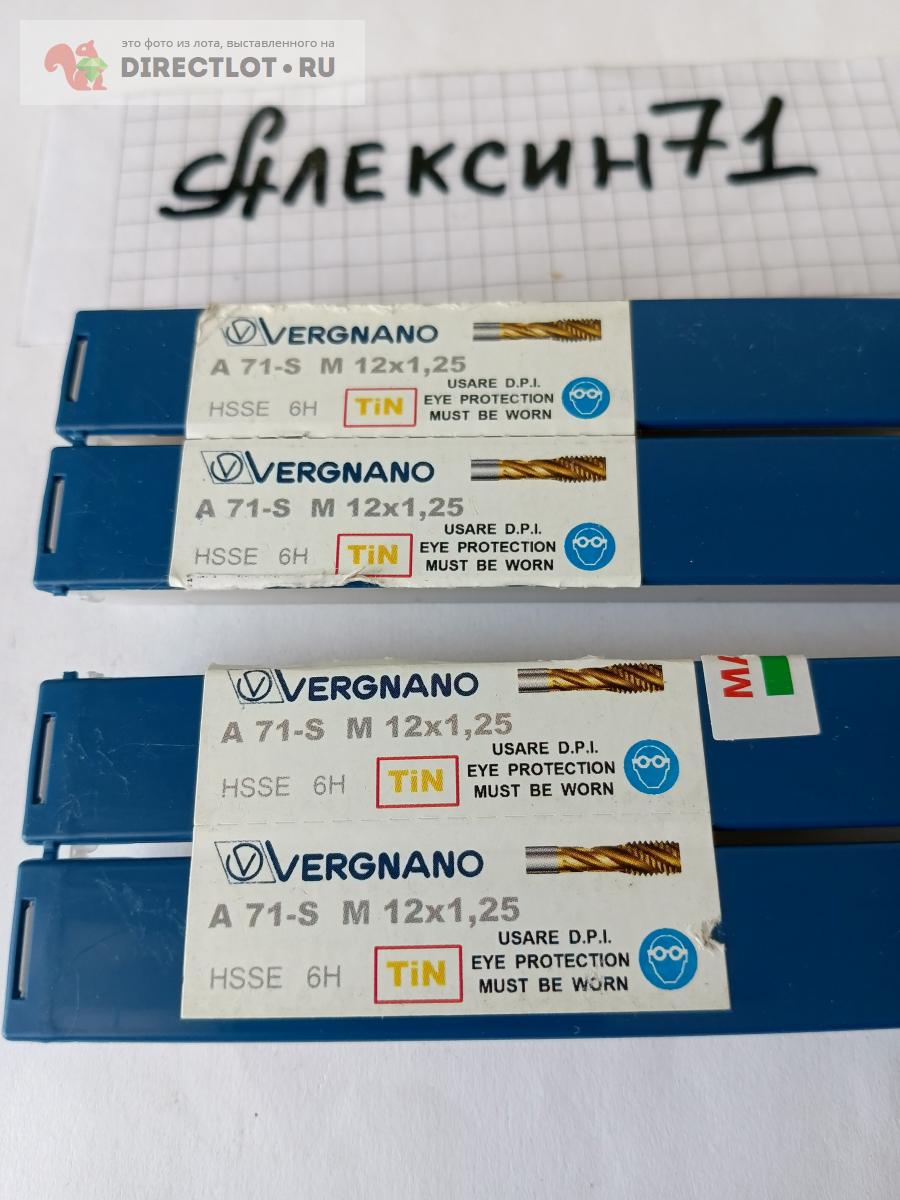 это фото из лота, выставленного на
DIRECTLOT•RU
Алексин71
VERGNANO
A 71-S M 12x1,25
HSSE 6H TiN
USARE D.P.I.
EYE PROTECTION
MUST BE WORN
VERGNANO
A 71-S M 12x1,25
HSSE 6H TiN
USARE D.P.I.
EYE PROTECTION
MUST BE WORN
VERGNANO
A 71-S M 12x1,25
HSSE 6H TiN
USARE D.P.I.
EYE PROTECTION
MUST BE WORN
VERGNANO
A 71-S M 12x1,25
HSSE 6H TiN
USARE D.P.I.
EYE PROTECTION
MUST BE WORN